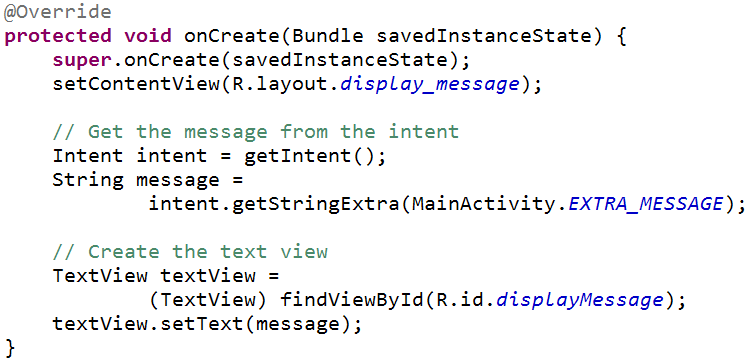 @Override
protected void onCreate(Bundle savedInstanceState) {
    super.onCreate(savedInstanceState);
    setContentView(R.layout.display_message);

    // Get the message from the intent
    Intent intent = getIntent();
    String message =
            intent.getStringExtra(MainActivity.EXTRA_MESSAGE);

    // Create the text view
    TextView textView =
            (TextView) findViewById(R.id.displayMessage);
    textView.setText(message);
}